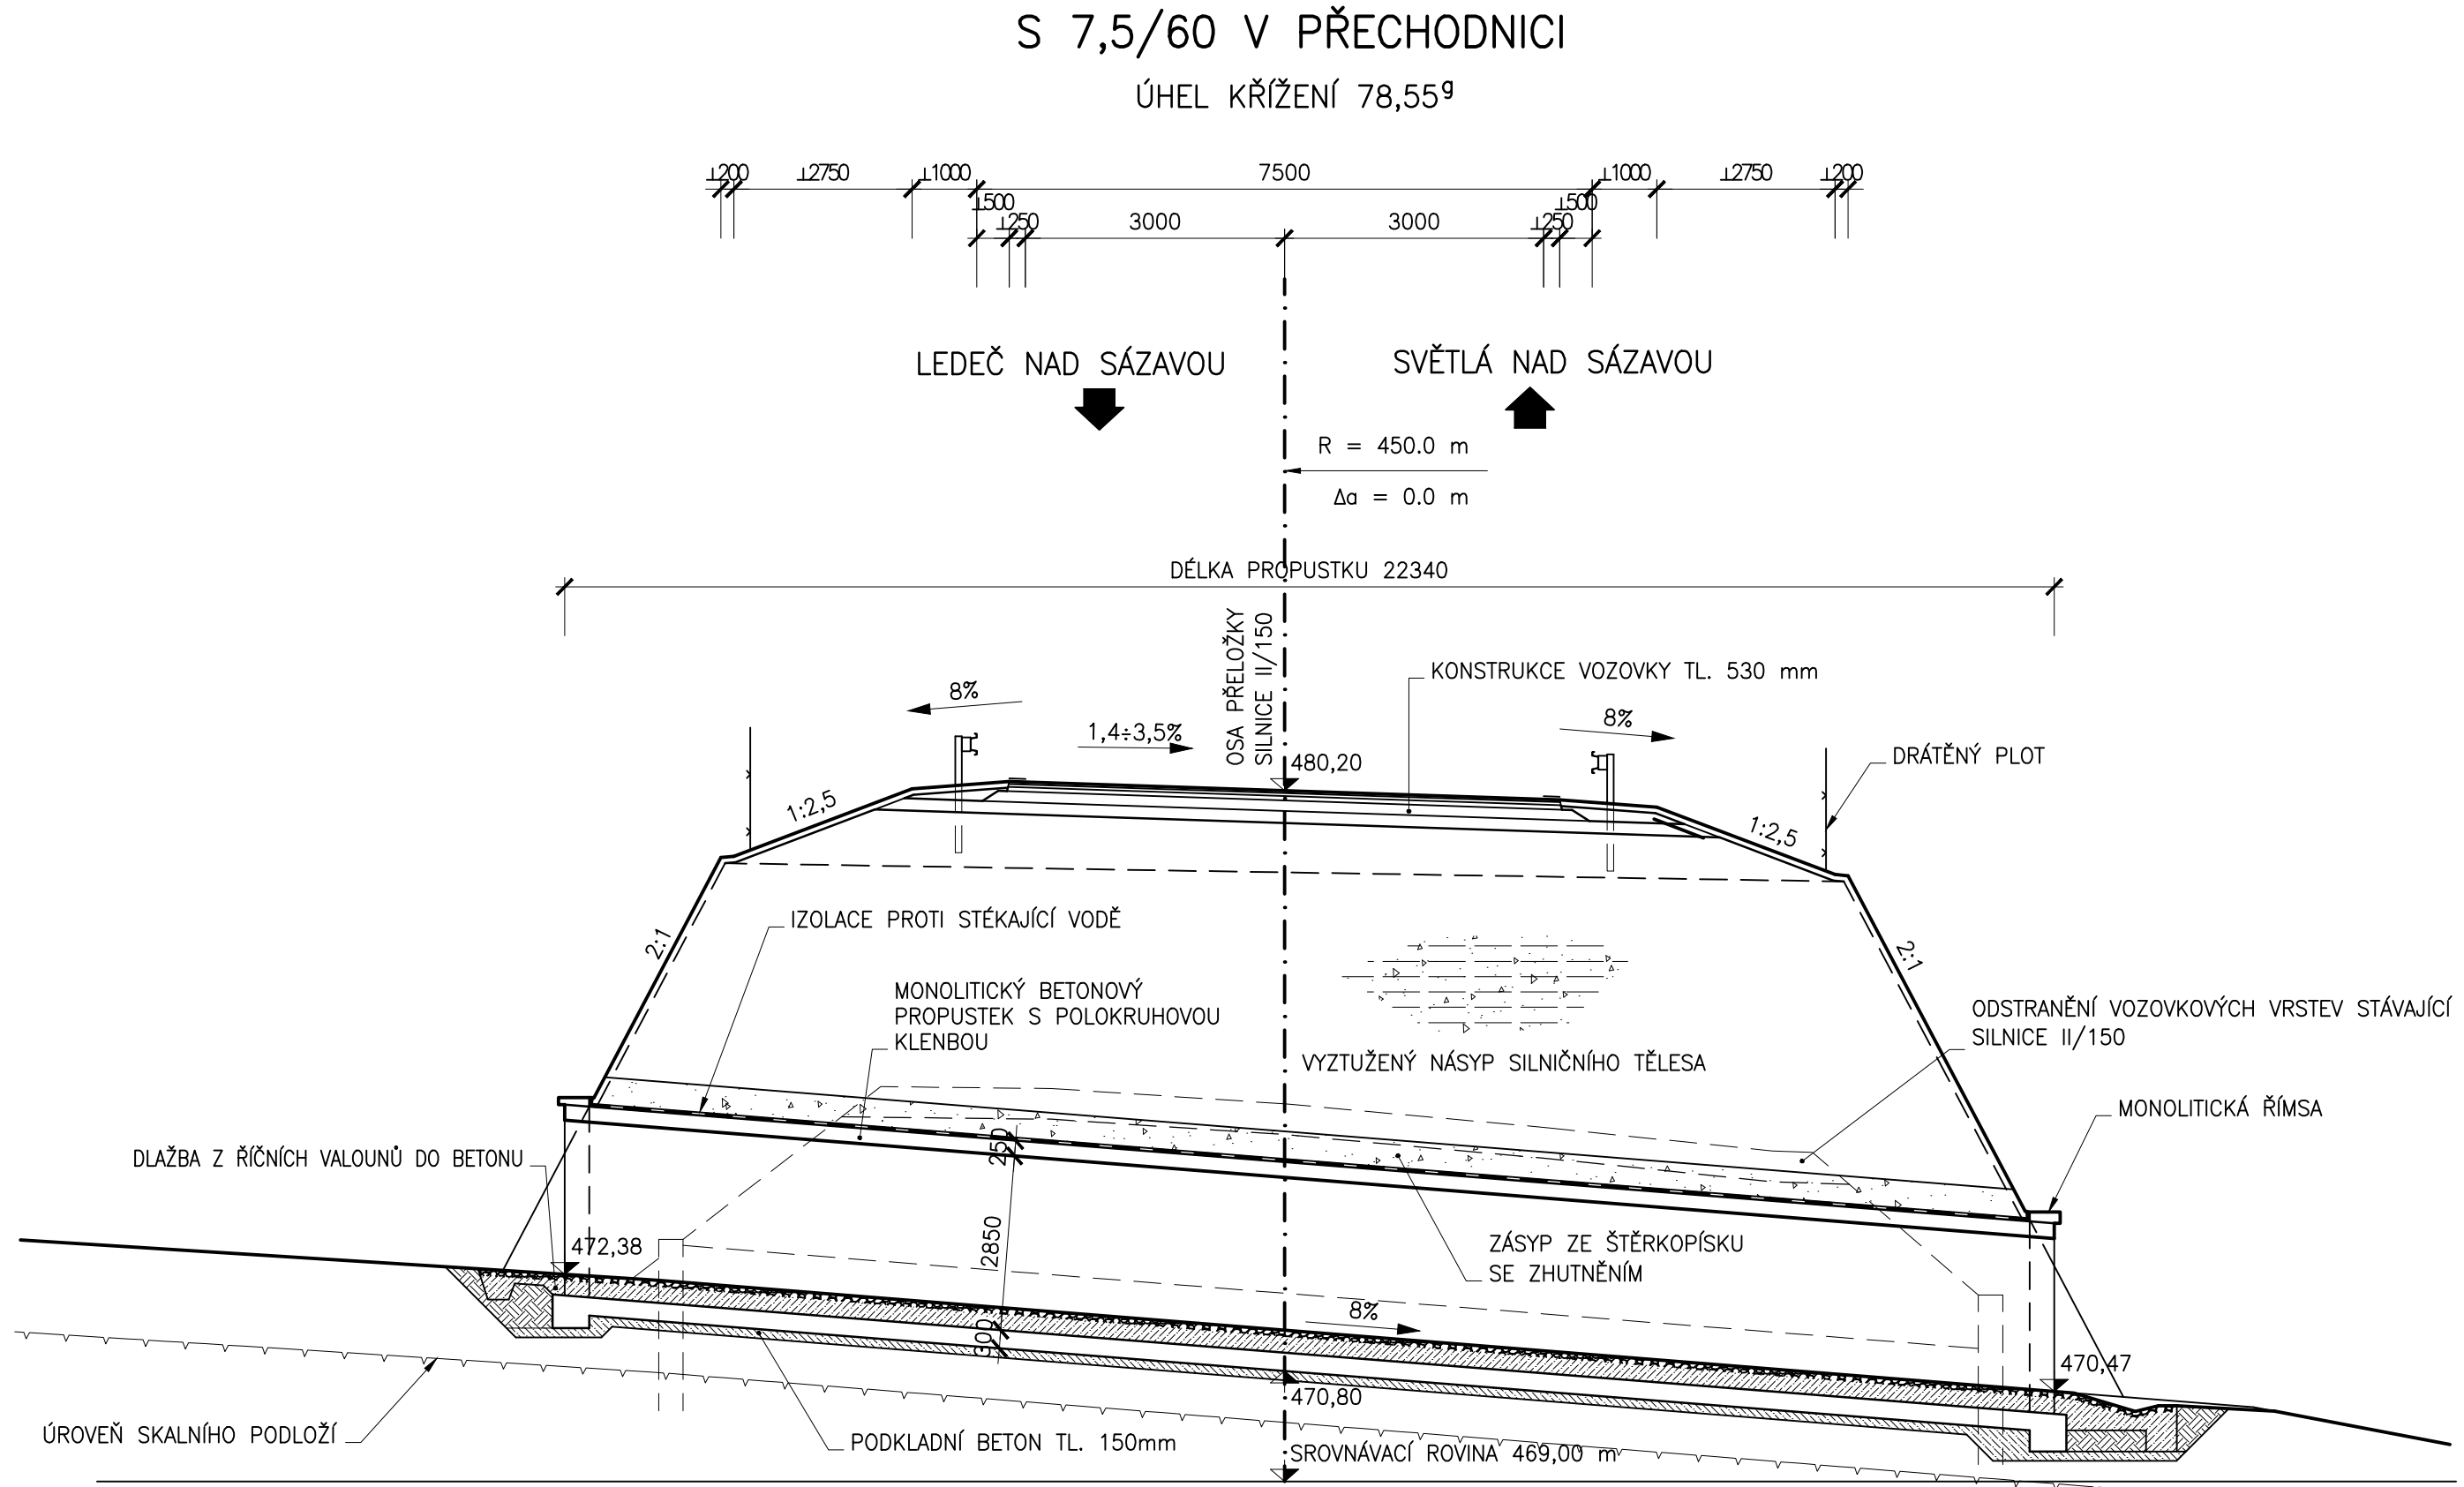 S 7,5/60 V PŘECHODNICI
ÚHEL KŘÍŽENÍ 78,55g
⊥200 ⊥2750 ⊥1000 7500 ⊥1000 ⊥2750 ⊥200
⊥500 ⊥250 3000 3000 ⊥250 ⊥500
LEDEČ NAD SÁZAVOU
SVĚTLÁ NAD SÁZAVOU
R = 450.0 m
Δa = 0.0 m
DÉLKA PROPUSTKU 22340
OSA PŘELOŽKY
SILNICE II/150
KONSTRUKCE VOZOVKY TL. 530 mm
8%
1,4÷3,5%
8%
480,20
DRÁTĚNÝ PLOT
1:2,5
1:2,5
IZOLACE PROTI STÉKAJÍCÍ VODĚ
2:1
2:1
MONOLITICKÝ BETONOVÝ
PROPUSTEK S POLOKRUHOVOU
KLENBOU
VYZTUŽENÝ NÁSYP SILNIČNÍHO TĚLESA
ODSTRANĚNÍ VOZOVKOVÝCH VRSTEV STÁVAJÍCÍ
SILNICE II/150
MONOLITICKÁ ŘÍMSA
DLAŽBA Z ŘÍČNÍCH VALOUNŮ DO BETONU
250
2850
300
472,38
ZÁSYP ZE ŠTĚRKOPÍSKU
SE ZHUTNĚNÍM
8%
470,47
470,80
ÚROVEŇ SKALNÍHO PODLOŽÍ
PODKLADNÍ BETON TL. 150mm
SROVNÁVACÍ ROVINA 469,00 m